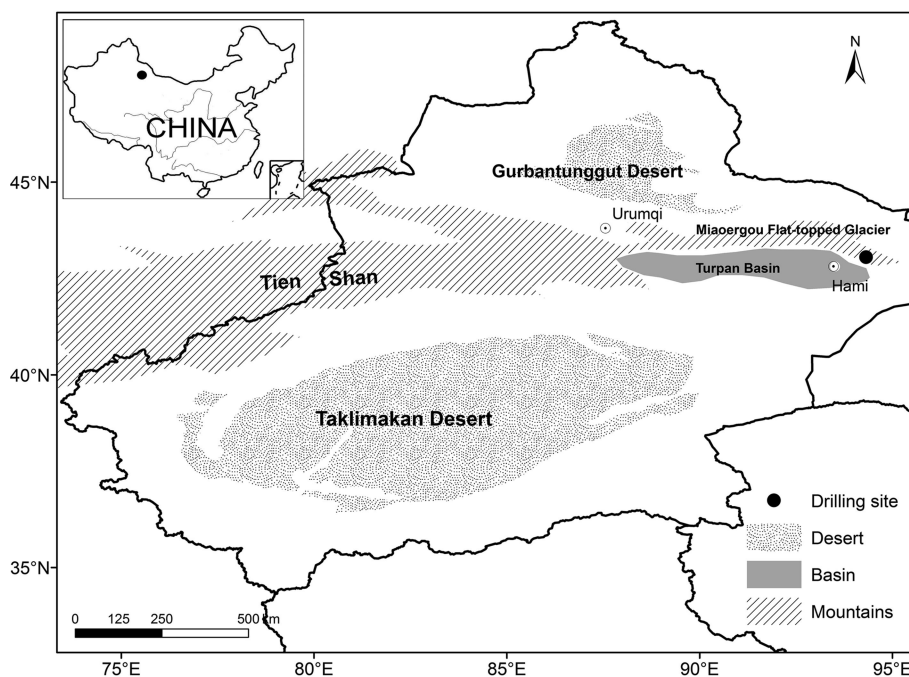 CHINA
N
Gurbantunggut Desert
45°N
Urumqi
Miaoergou Flat-topped Glacier
Turpan Basin
Hami
Tien Shan
40°N
Taklimakan Desert
Drilling site
Desert
35°N
Basin
Mountains
0 125 250 500 km
75°E 80°E 85°E 90°E 95°E